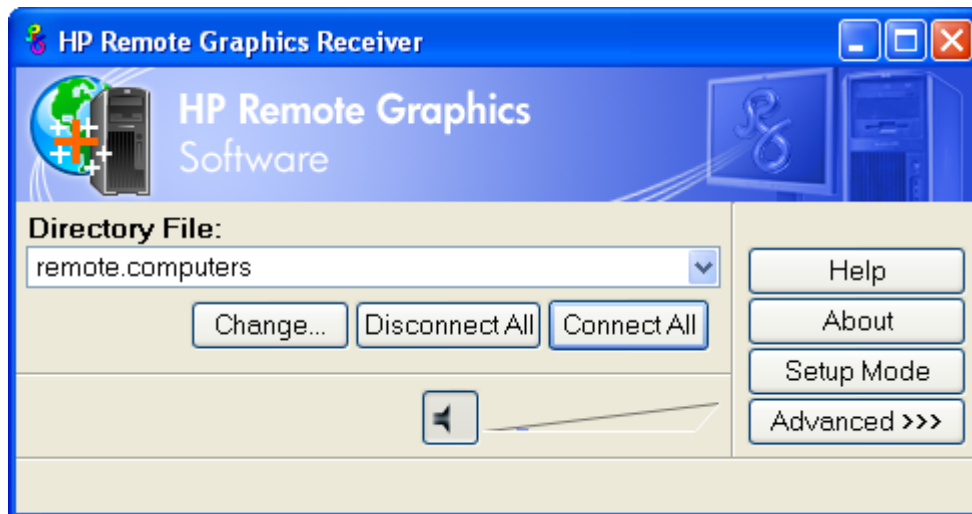 HP Remote Graphics Receiver
HP Remote Graphics
Software
Directory File:
remote.computers
Change...
Disconnect All
Connect All
Help
About
Setup Mode
Advanced >>>